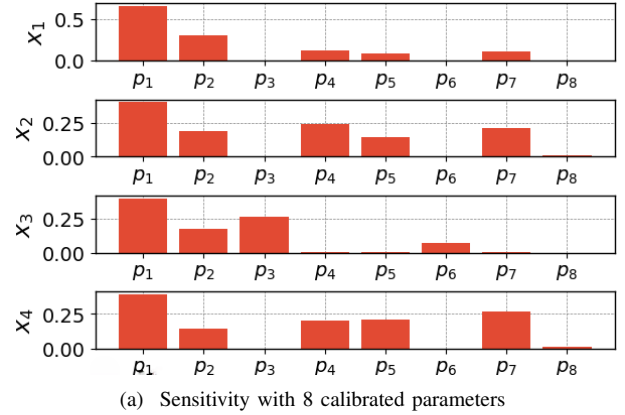 x₁
0.5
0.0
p₁ p₂ p₃ p₄ p₅ p₆ p₇ p₈
x₂
0.25
0.00
p₁ p₂ p₃ p₄ p₅ p₆ p₇ p₈
x₃
0.25
0.00
p₁ p₂ p₃ p₄ p₅ p₆ p₇ p₈
x₄
0.25
0.00
p₁ p₂ p₃ p₄ p₅ p₆ p₇ p₈
(a) Sensitivity with 8 calibrated parameters